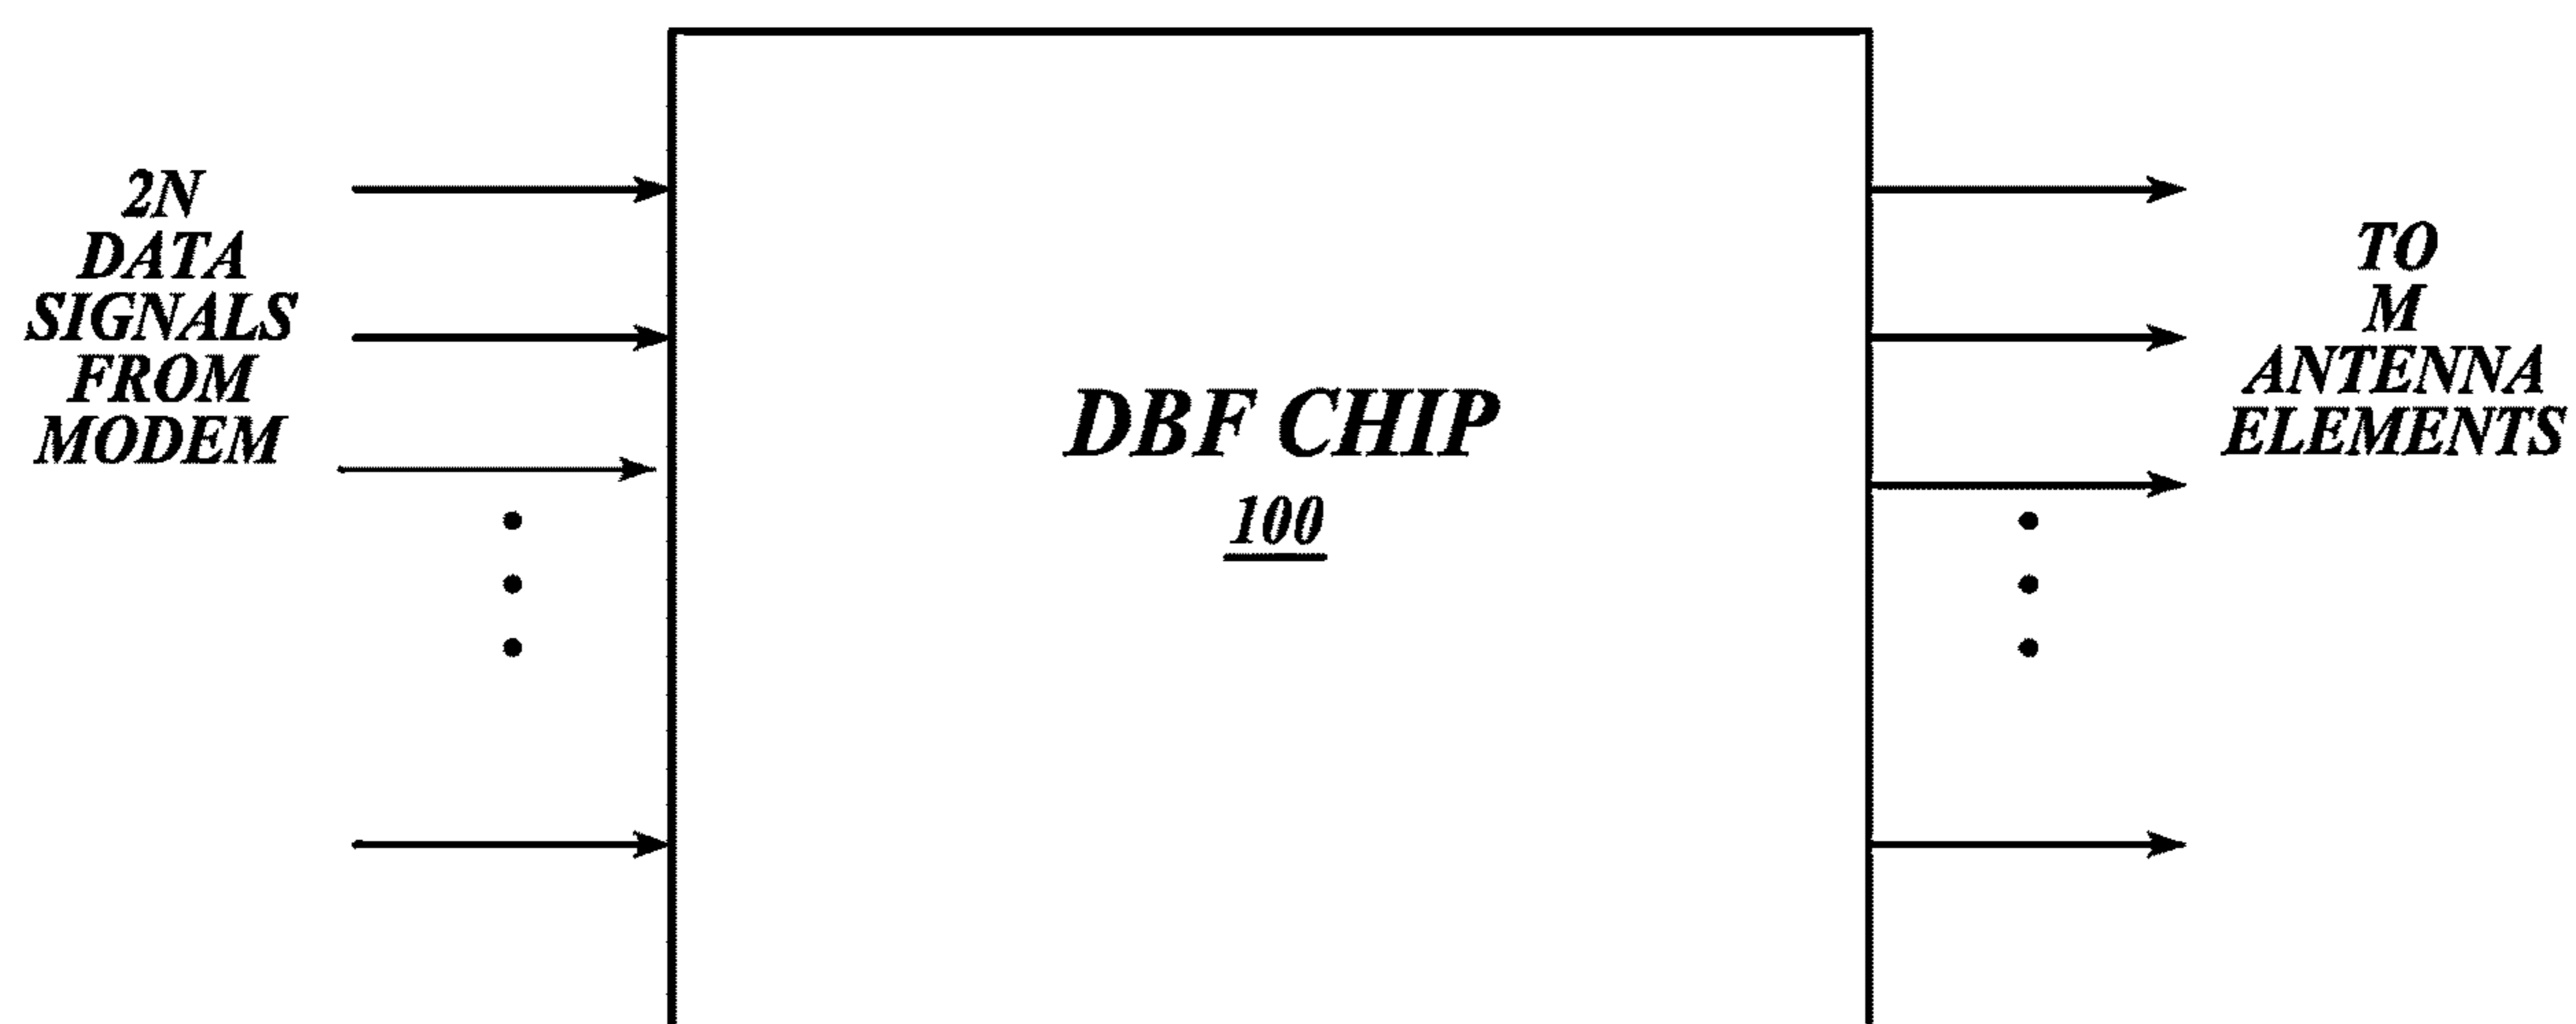 2N
DATA
SIGNALS
FROM
MODEM
DBF CHIP
100
TO
M
ANTENNA
ELEMENTS